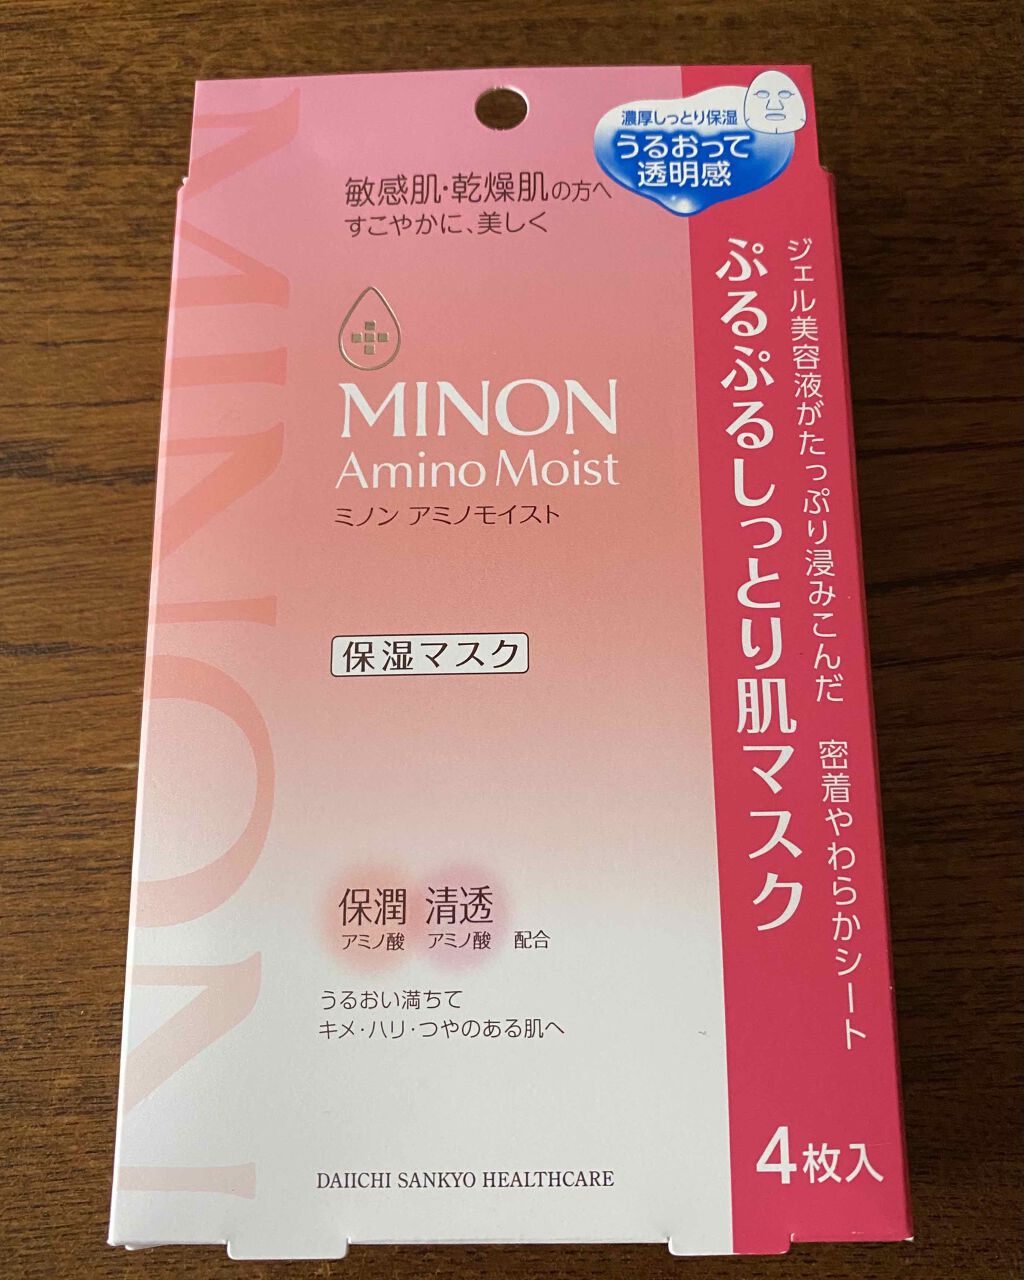 濃厚しっとり保湿
うるおって
透明感
敏感肌・乾燥肌の方へ
すこやかに、美しく
MINON
Amino Moist
ミノン アミノモイスト
保湿マスク
保潤 清透
アミノ酸 アミノ酸 配合
うるおい満ちて
キメ・ハリ・つやのある肌へ
DAIICHI SANKYO HEALTHCARE
ジェル美容液がたっぷり浸みこんだ 密着やわらかシート
ぷるぷるしっとり肌マスク
4枚入
MINON